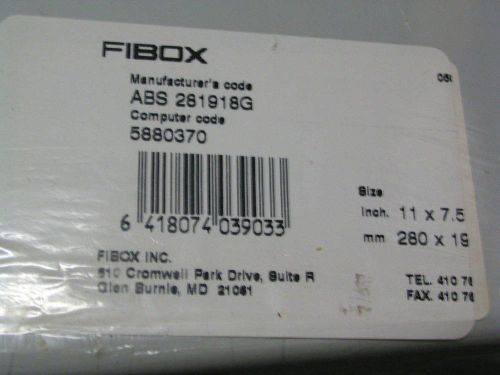 FIBOX
Manufacturer's code
ABS 281918G
Computer code
5880370
6 418074 039033
Size
inch. 11 x 7.5
mm 280 x 19
FIBOX INC.
810 Cromwell Park Drive, Suite R
Glen Burnie, MD 21061
TEL. 410 76
FAX. 410 76